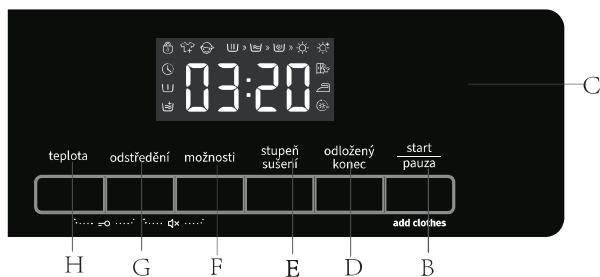 03:20
C
teplota odstředění možnosti stupeň sušení odložený konec start pauza
add clothes
H G F E D B